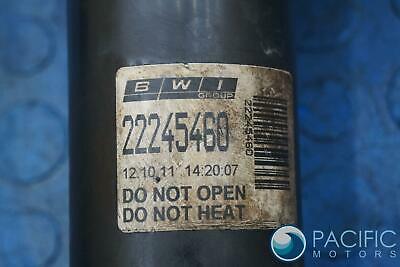 BWI
GROUP
22245460
12.10.11 14:20:07
DO NOT OPEN
DO NOT HEAT
22245460
PACIFIC
MOTORS